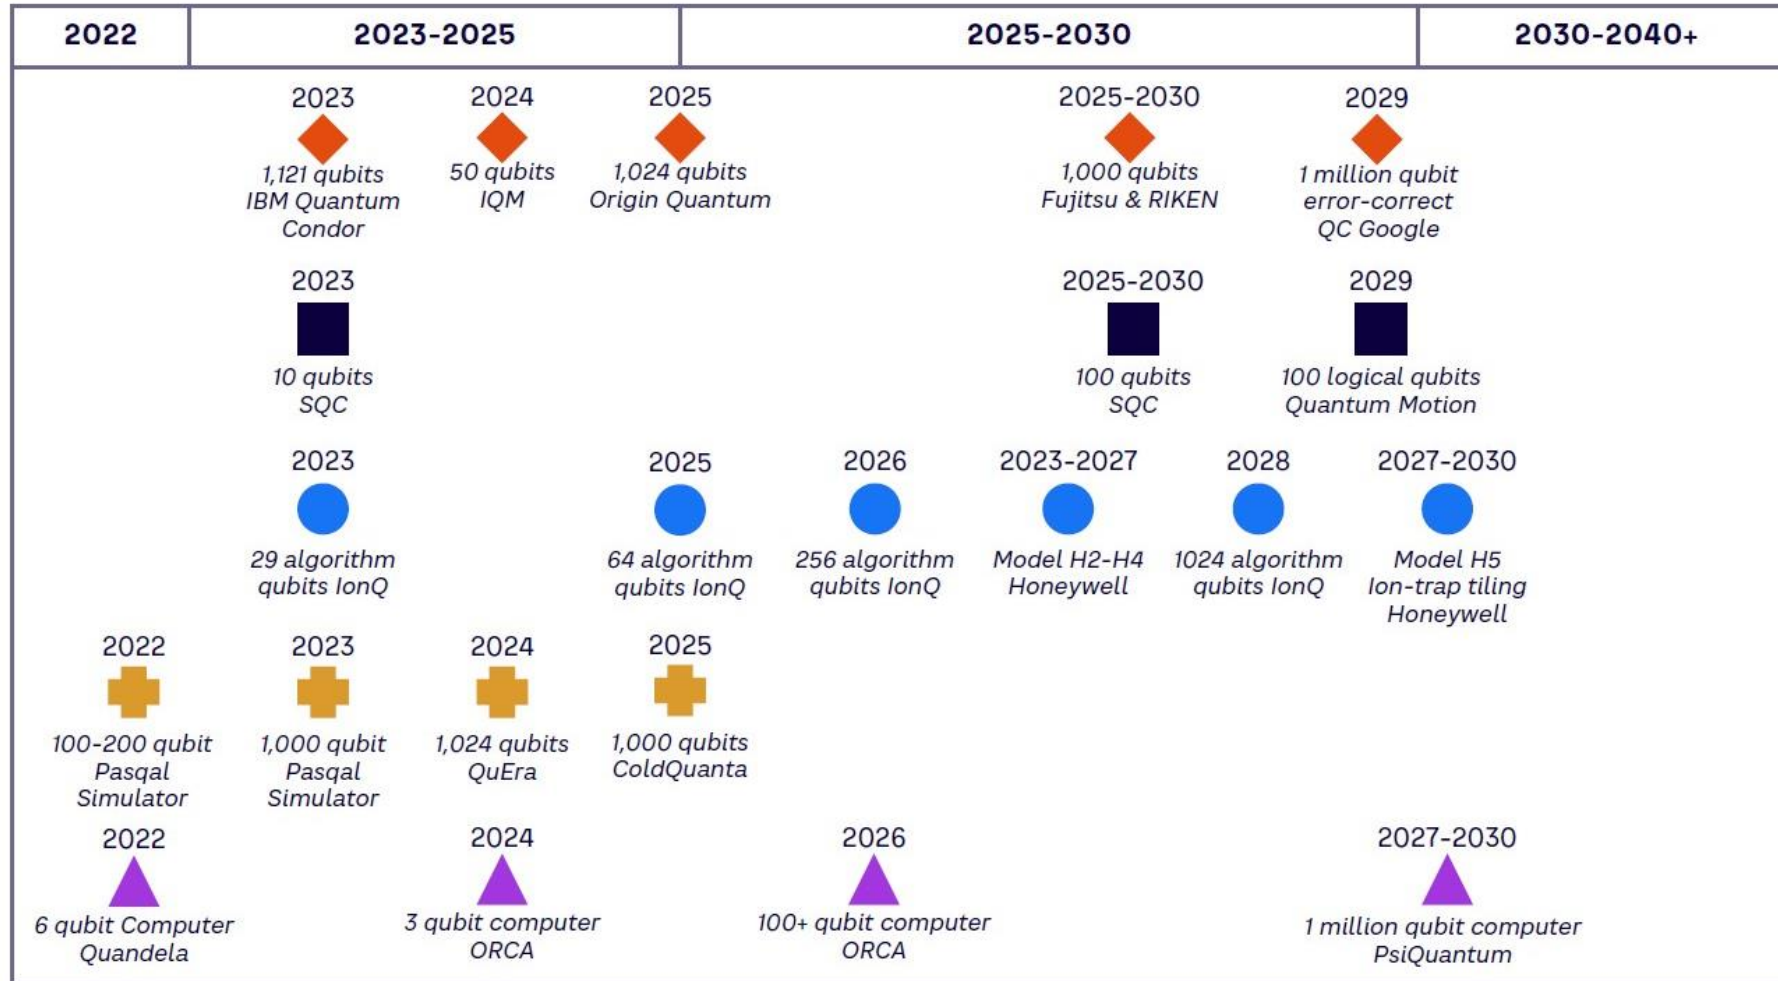 2022
2023-2025
2025-2030
2030-2040+
2023
1,121 qubits
IBM Quantum
Condor
2024
50 qubits
IQM
2025
1,024 qubits
Origin Quantum
2025-2030
1,000 qubits
Fujitsu & RIKEN
2029
1 million qubit
error-correct
QC Google
2023
10 qubits
SQC
2025-2030
100 qubits
SQC
2029
100 logical qubits
Quantum Motion
2023
29 algorithm
qubits IonQ
2025
64 algorithm
qubits IonQ
2026
256 algorithm
qubits IonQ
2023-2027
Model H2-H4
Honeywell
2028
1024 algorithm
qubits IonQ
2027-2030
Model H5
Ion-trap tiling
Honeywell
2022
100-200 qubit
Pasqal
Simulator
2023
1,000 qubit
Pasqal
Simulator
2024
1,024 qubits
QuEra
2025
1,000 qubits
ColdQuanta
2022
6 qubit Computer
Quandela
2024
3 qubit computer
ORCA
2026
100+ qubit computer
ORCA
2027-2030
1 million qubit computer
PsiQuantum